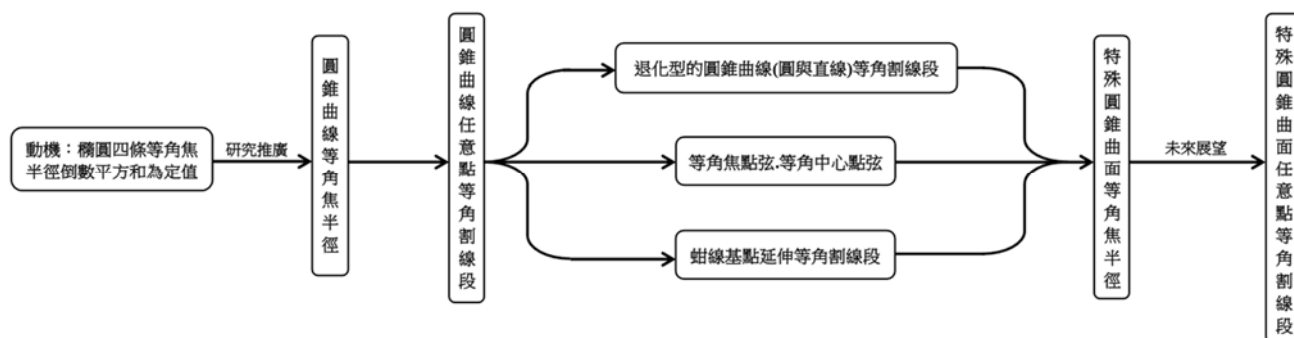 動機：橢圓四條等角焦
半徑倒數平方和為定值
研究推廣
圓錐曲線等角焦半徑
圓錐曲線任意點等角割線段
退化型的圓錐曲線(圓與直線)等角割線段
等角焦點弦.等角中心點弦
蚶線基點延伸等角割線段
特殊圓錐曲面等角焦半徑
未來展望
特殊圓錐曲面任意點等角割線段